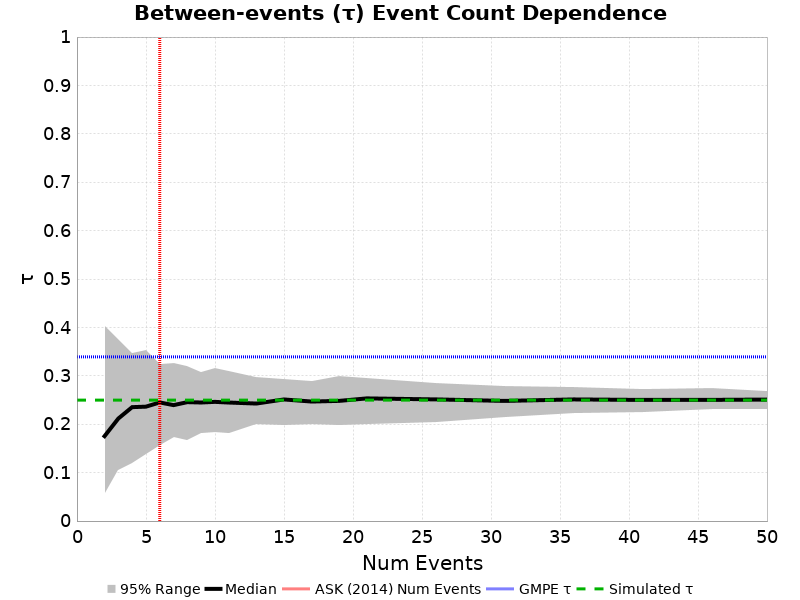 Between-events (τ) Event Count Dependence
1
0.9
0.8
0.7
0.6
0.5
0.4
0.3
0.2
0.1
0
τ
0 5 10 15 20 25 30 35 40 45 50
Num Events
95% Range Median ASK (2014) Num Events GMPE τ Simulated τ